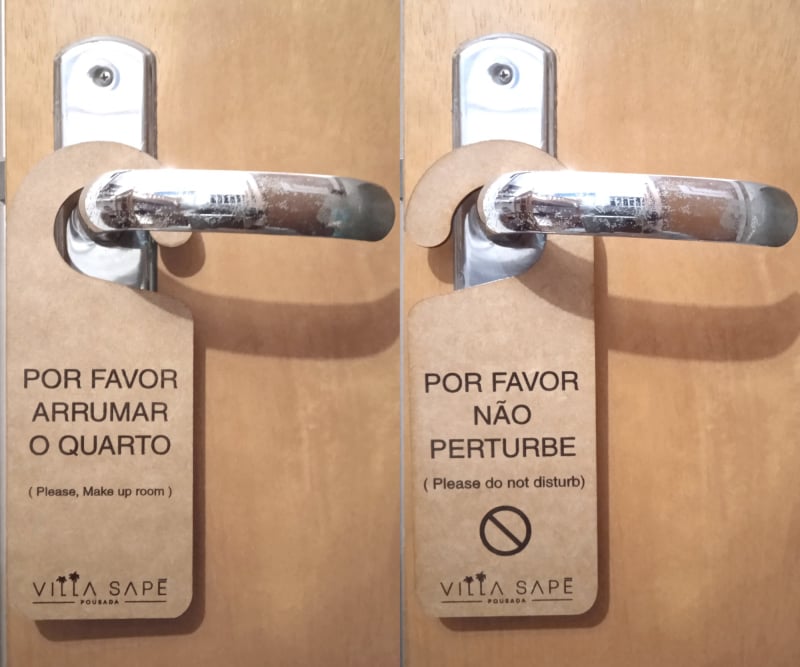 POR FAVOR
ARRUMAR
O QUARTO
( Please, Make up room )
VILLA SAPÊ
POUSADA
POR FAVOR
NÃO
PERTURBE
( Please do not disturb)
VILLA SAPÊ
POUSADA